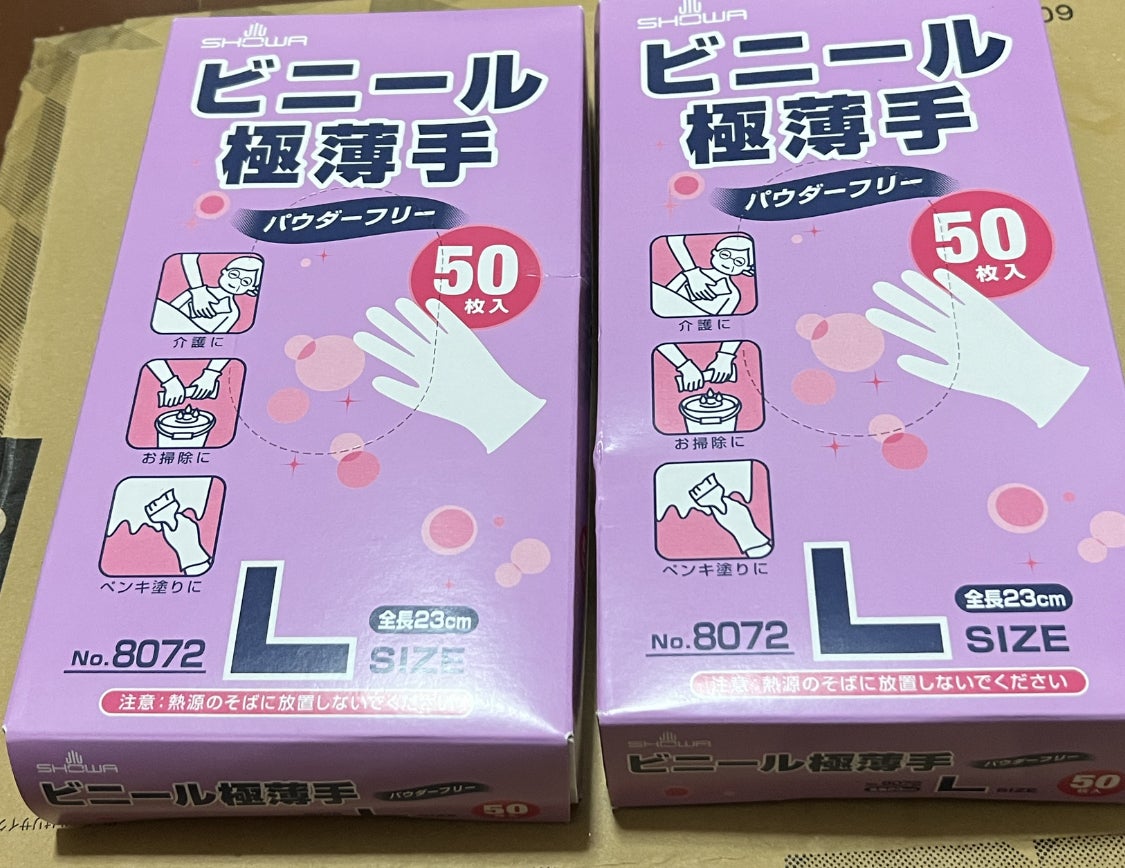 SHOWA
ビニール
極薄手
パウダーフリー
50
枚入
介護に
お掃除に
ペンキ塗りに
No.8072
L
全長23cm
SIZE
注意:熱源のそばに放置しないでください
SHOWA
ビニール極薄手
パウダーフリー
50
SHOWA
ビニール
極薄手
パウダーフリー
50
枚入
介護に
お掃除に
ペンキ塗りに
No.8072
L
全長23cm
SIZE
注意:熱源のそばに放置しないでください
SHOWA
ビニール極薄手
パウダーフリー
L
SIZE
50
枚入
09